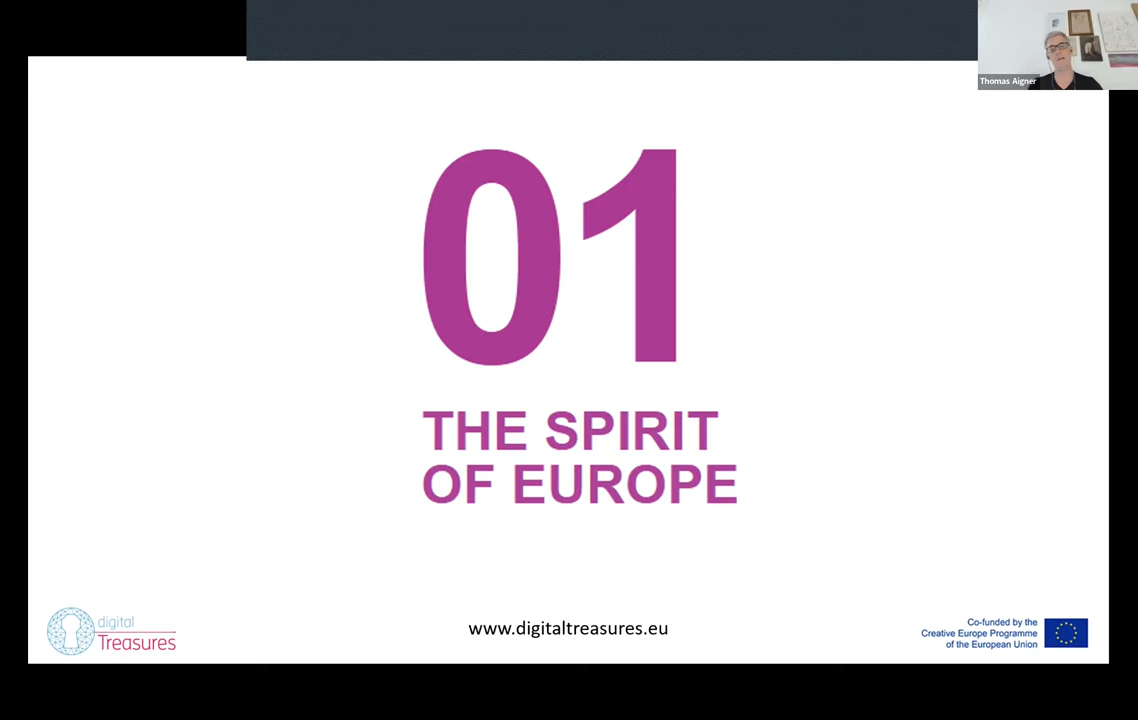 Thomas Aigner
01
THE SPIRIT
OF EUROPE
digital
Treasures
www.digitaltreasures.eu
Co-funded by the
Creative Europe Programme
of the European Union